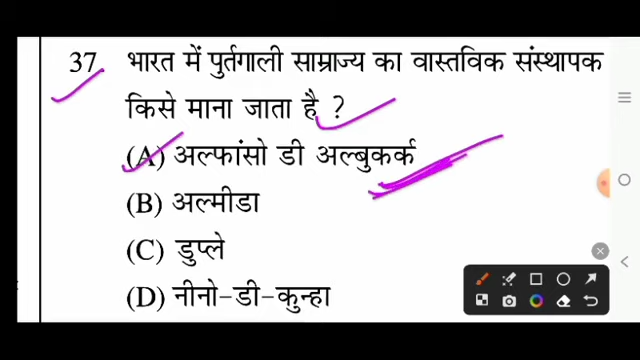 37. भारत में पुर्तगाली साम्राज्य का वास्तविक संस्थापक
किसे माना जाता है ?
(A) अल्फांसो डी अल्बुकर्क
(B) अल्मीडा
(C) डुप्ले
(D) नीनो-डी-कुन्हा